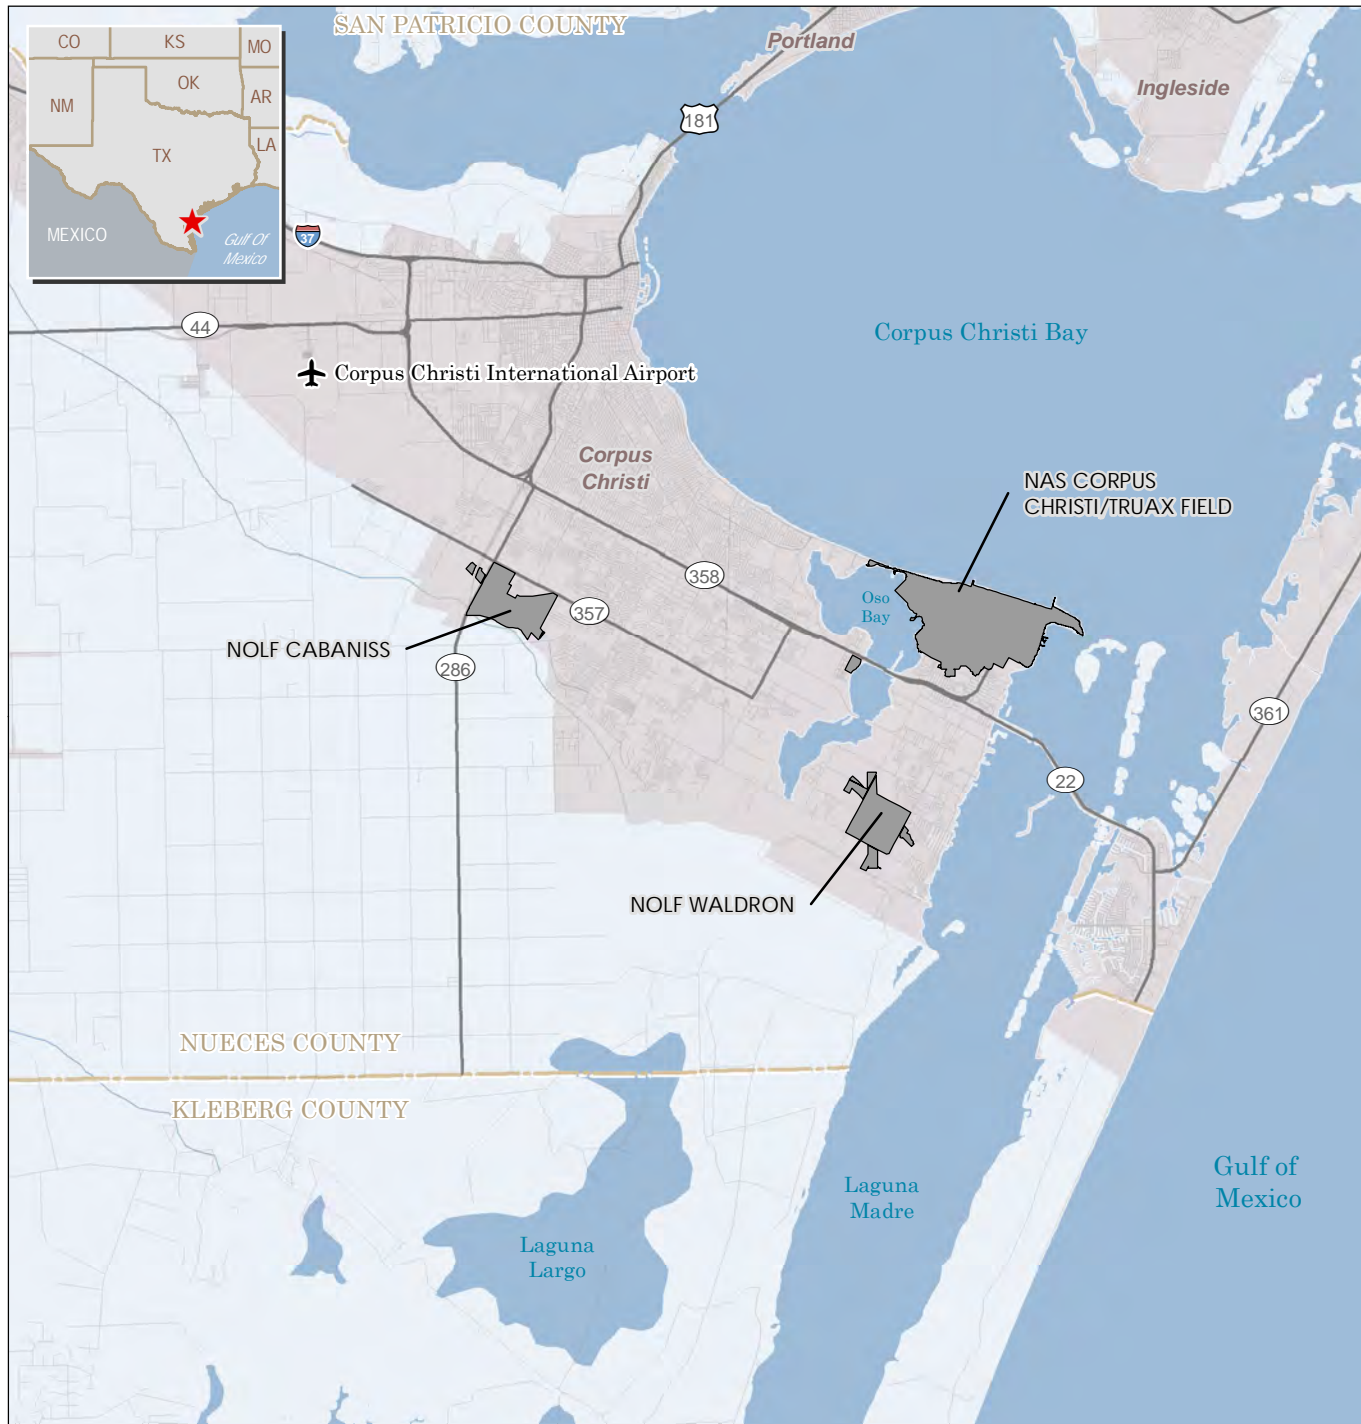 SAN PATRICIO COUNTY
Portland
Ingleside
CO
KS
MO
NM
OK
AR
TX
LA
MEXICO
Gulf Of
Mexico
181
37
44
Corpus Christi International Airport
Corpus Christi Bay
Corpus
Christi
NAS CORPUS
CHRISTI/TRUAX FIELD
358
Oso
Bay
357
NOLF CABANISS
286
361
22
NOLF WALDRON
NUECES COUNTY
KLEBERG COUNTY
Laguna
Madre
Gulf of
Mexico
Laguna
Largo